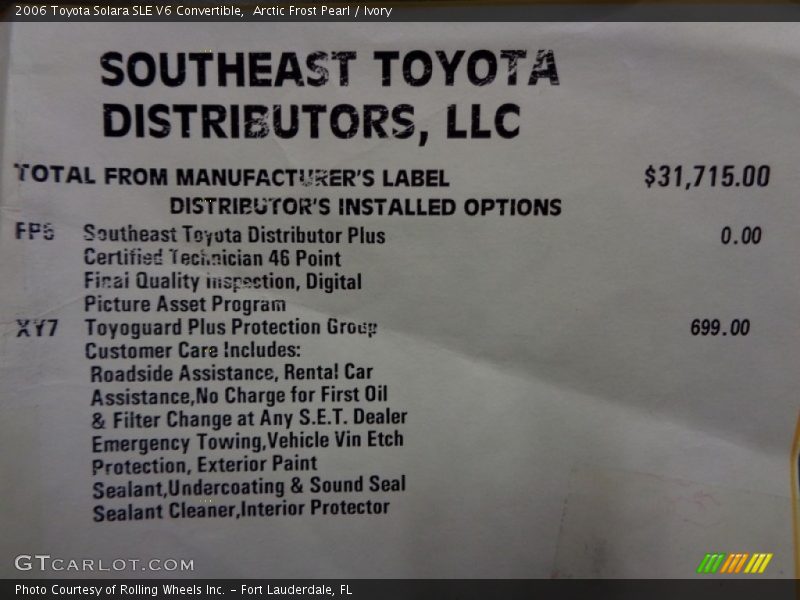 2006 Toyota Solara SLE V6 Convertible,  Arctic Frost Pearl / Ivory
SOUTHEAST TOYOTA
DISTRIBUTORS, LLC
TOTAL FROM MANUFACTURER'S LABEL $31,715.00
DISTRIBUTOR'S INSTALLED OPTIONS
Southeast Toyota Distributor Plus 0.00
Certified Technician 46 Point
Final Quality Inspection, Digital
Picture Asset Program
XY7 Toyoguard Plus Protection Group 699.00
Customer Care Includes:
Roadside Assistance, Rental Car
Assistance,No Charge for First Oil
& Filter Change at Any S.E.T. Dealer
Emergency Towing,Vehicle Vin Etch
Protection, Exterior Paint
Sealant,Undercoating & Sound Seal
Sealant Cleaner,Interior Protector
GTCARLOT.COM
Photo Courtesy of Rolling Wheels Inc. – Fort Lauderdale, FL